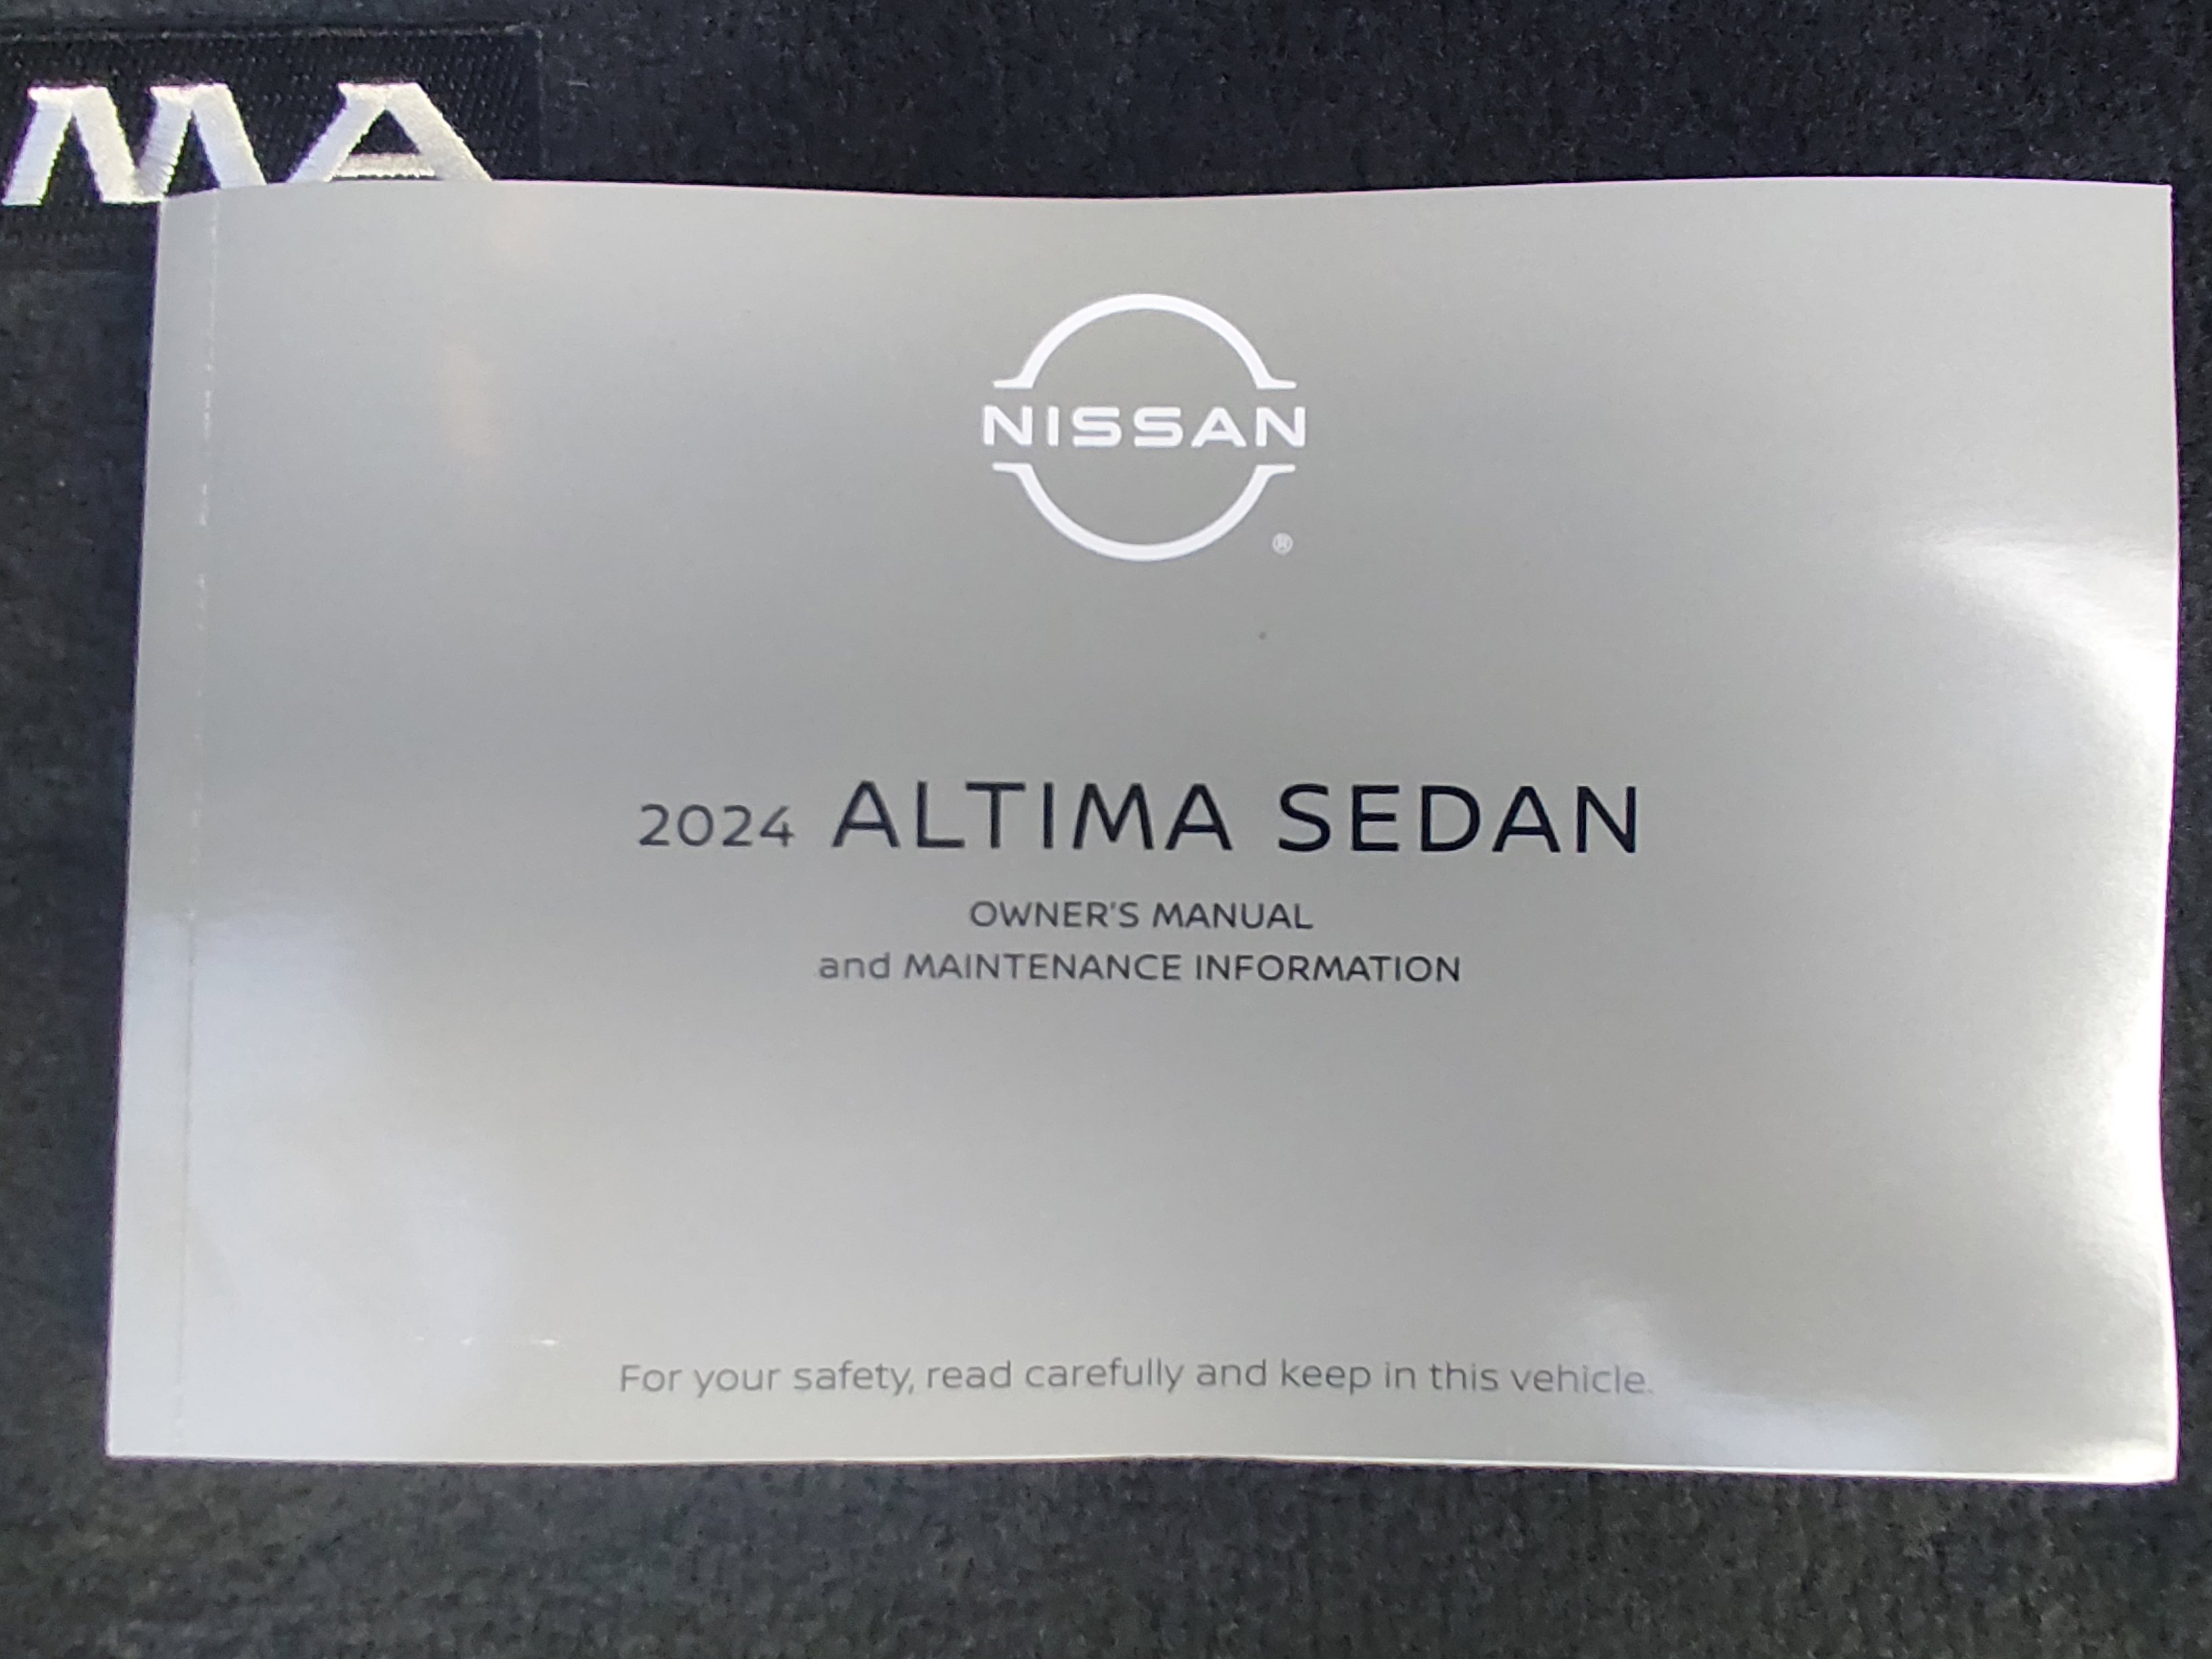 MA
NISSAN
®
2024 ALTIMA SEDAN
OWNER'S MANUAL
and MAINTENANCE INFORMATION
For your safety, read carefully and keep in this vehicle.